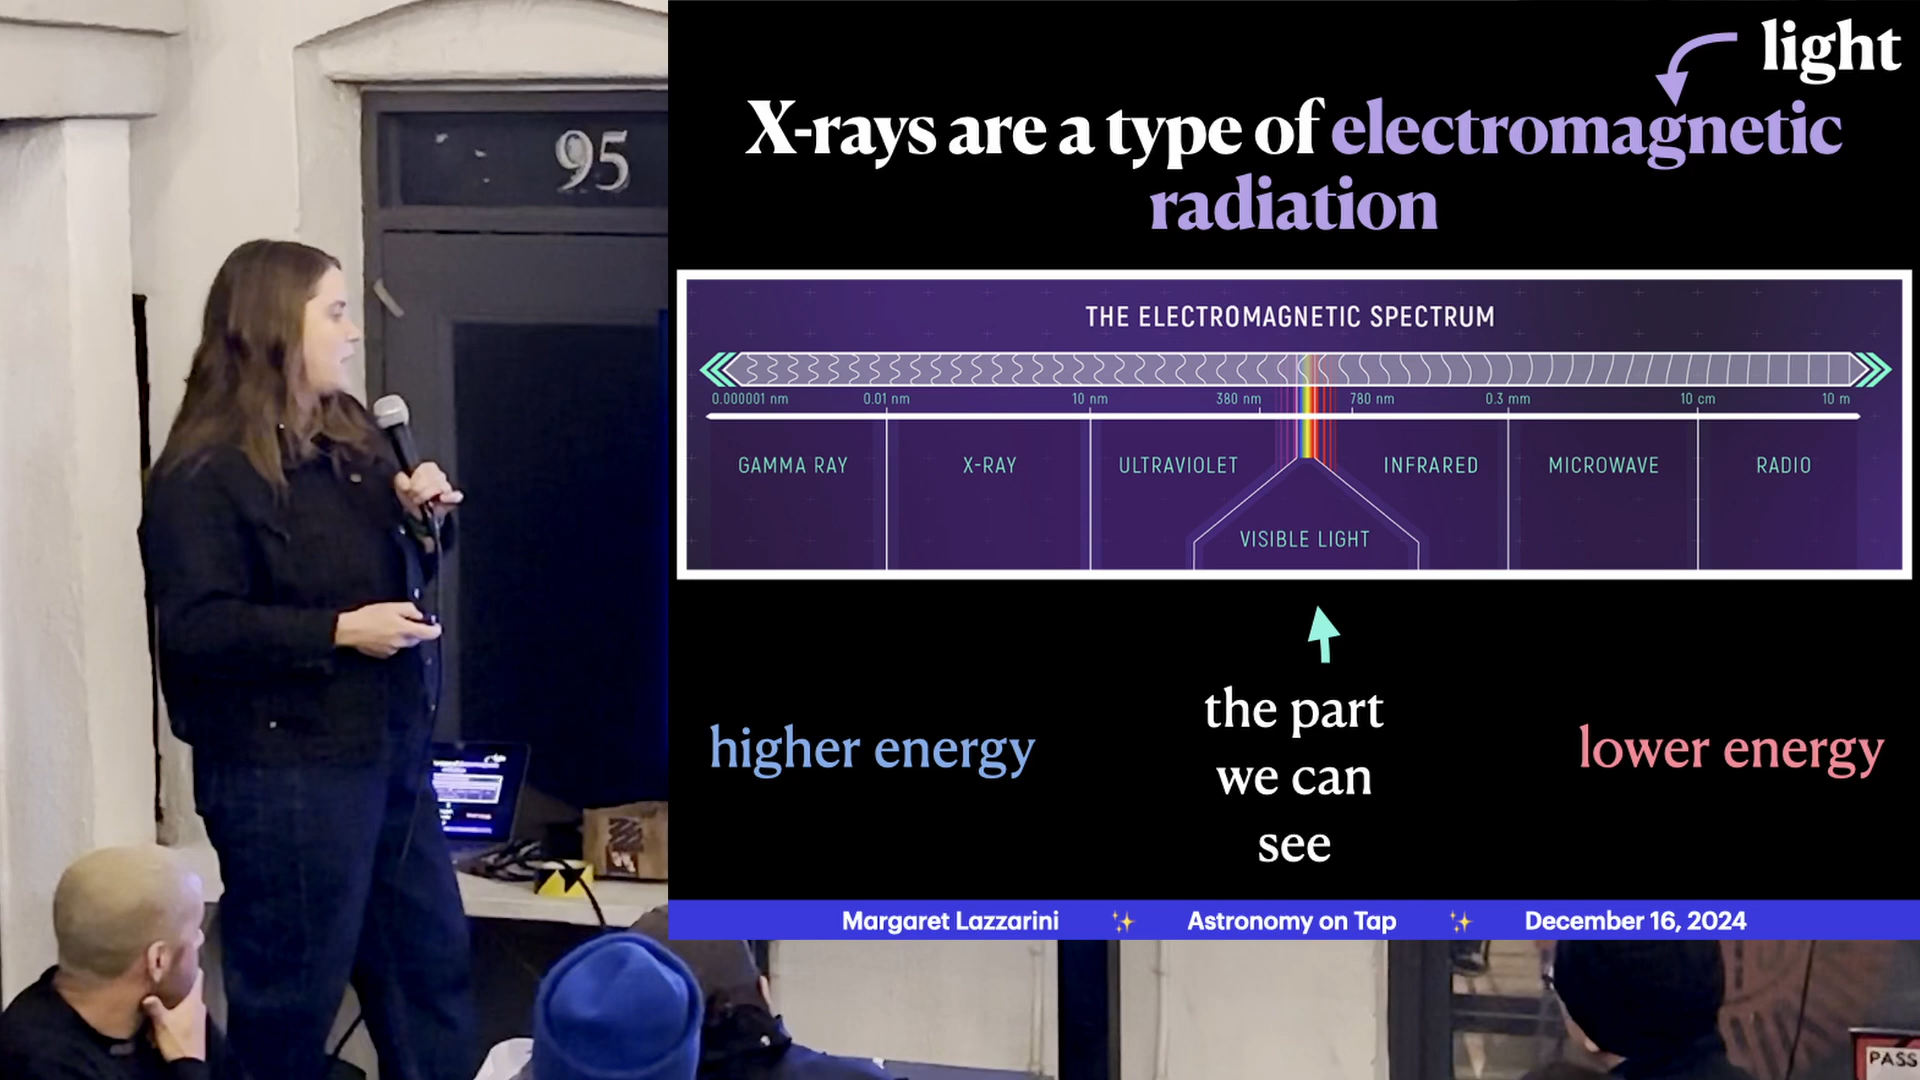 95
light
X-rays are a type of electromagnetic
radiation
THE ELECTROMAGNETIC SPECTRUM
0.000001 nm 0.01 nm 10 nm 380 nm 780 nm 0.3 mm 10 cm 10 m
GAMMA RAY X-RAY ULTRAVIOLET INFRARED MICROWAVE RADIO
VISIBLE LIGHT
the part
we can
see
higher energy
lower energy
Margaret Lazzarini ✨ Astronomy on Tap ✨ December 16, 2024
PASS